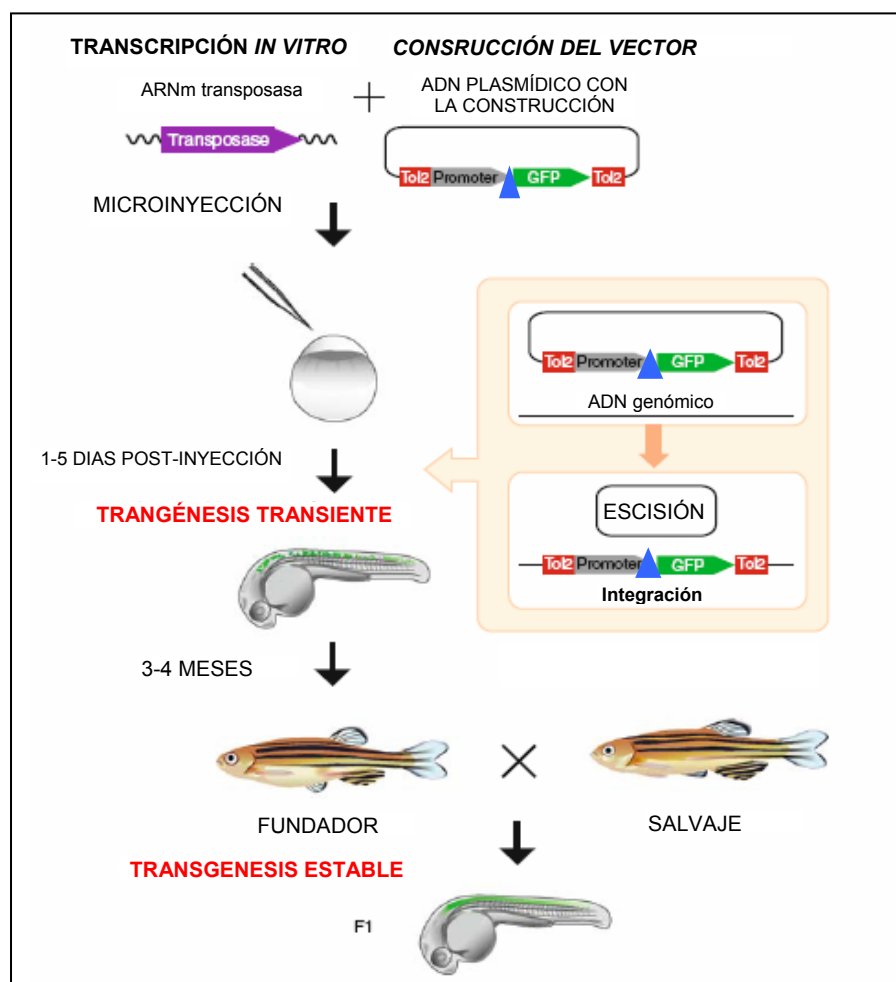 TRANSCRIPCIÓN IN VITRO
CONSRUCCIÓN DEL VECTOR
ARNm transposasa
+
ADN PLASMÍDICO CON
LA CONSTRUCCIÓN
Transposase
Tol2 Promoter GFP Tol2
MICROINYECCIÓN
Tol2 Promoter GFP Tol2
ADN genómico
1-5 DIAS POST-INYECCIÓN
TRANGÉNESIS TRANSIENTE
ESCISIÓN
Tol2 Promoter GFP Tol2
Integración
3-4 MESES
FUNDADOR
SALVAJE
TRANSGENESIS ESTABLE
F1